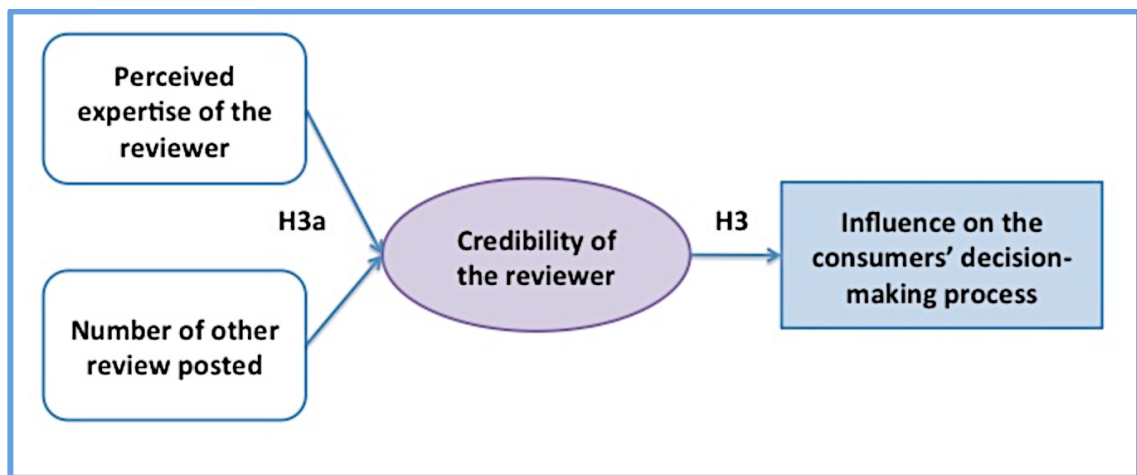 Perceived
expertise of the
reviewer
H3a
Number of other
review posted
Credibility of
the reviewer
H3
Influence on the
consumers’ decision-
making process